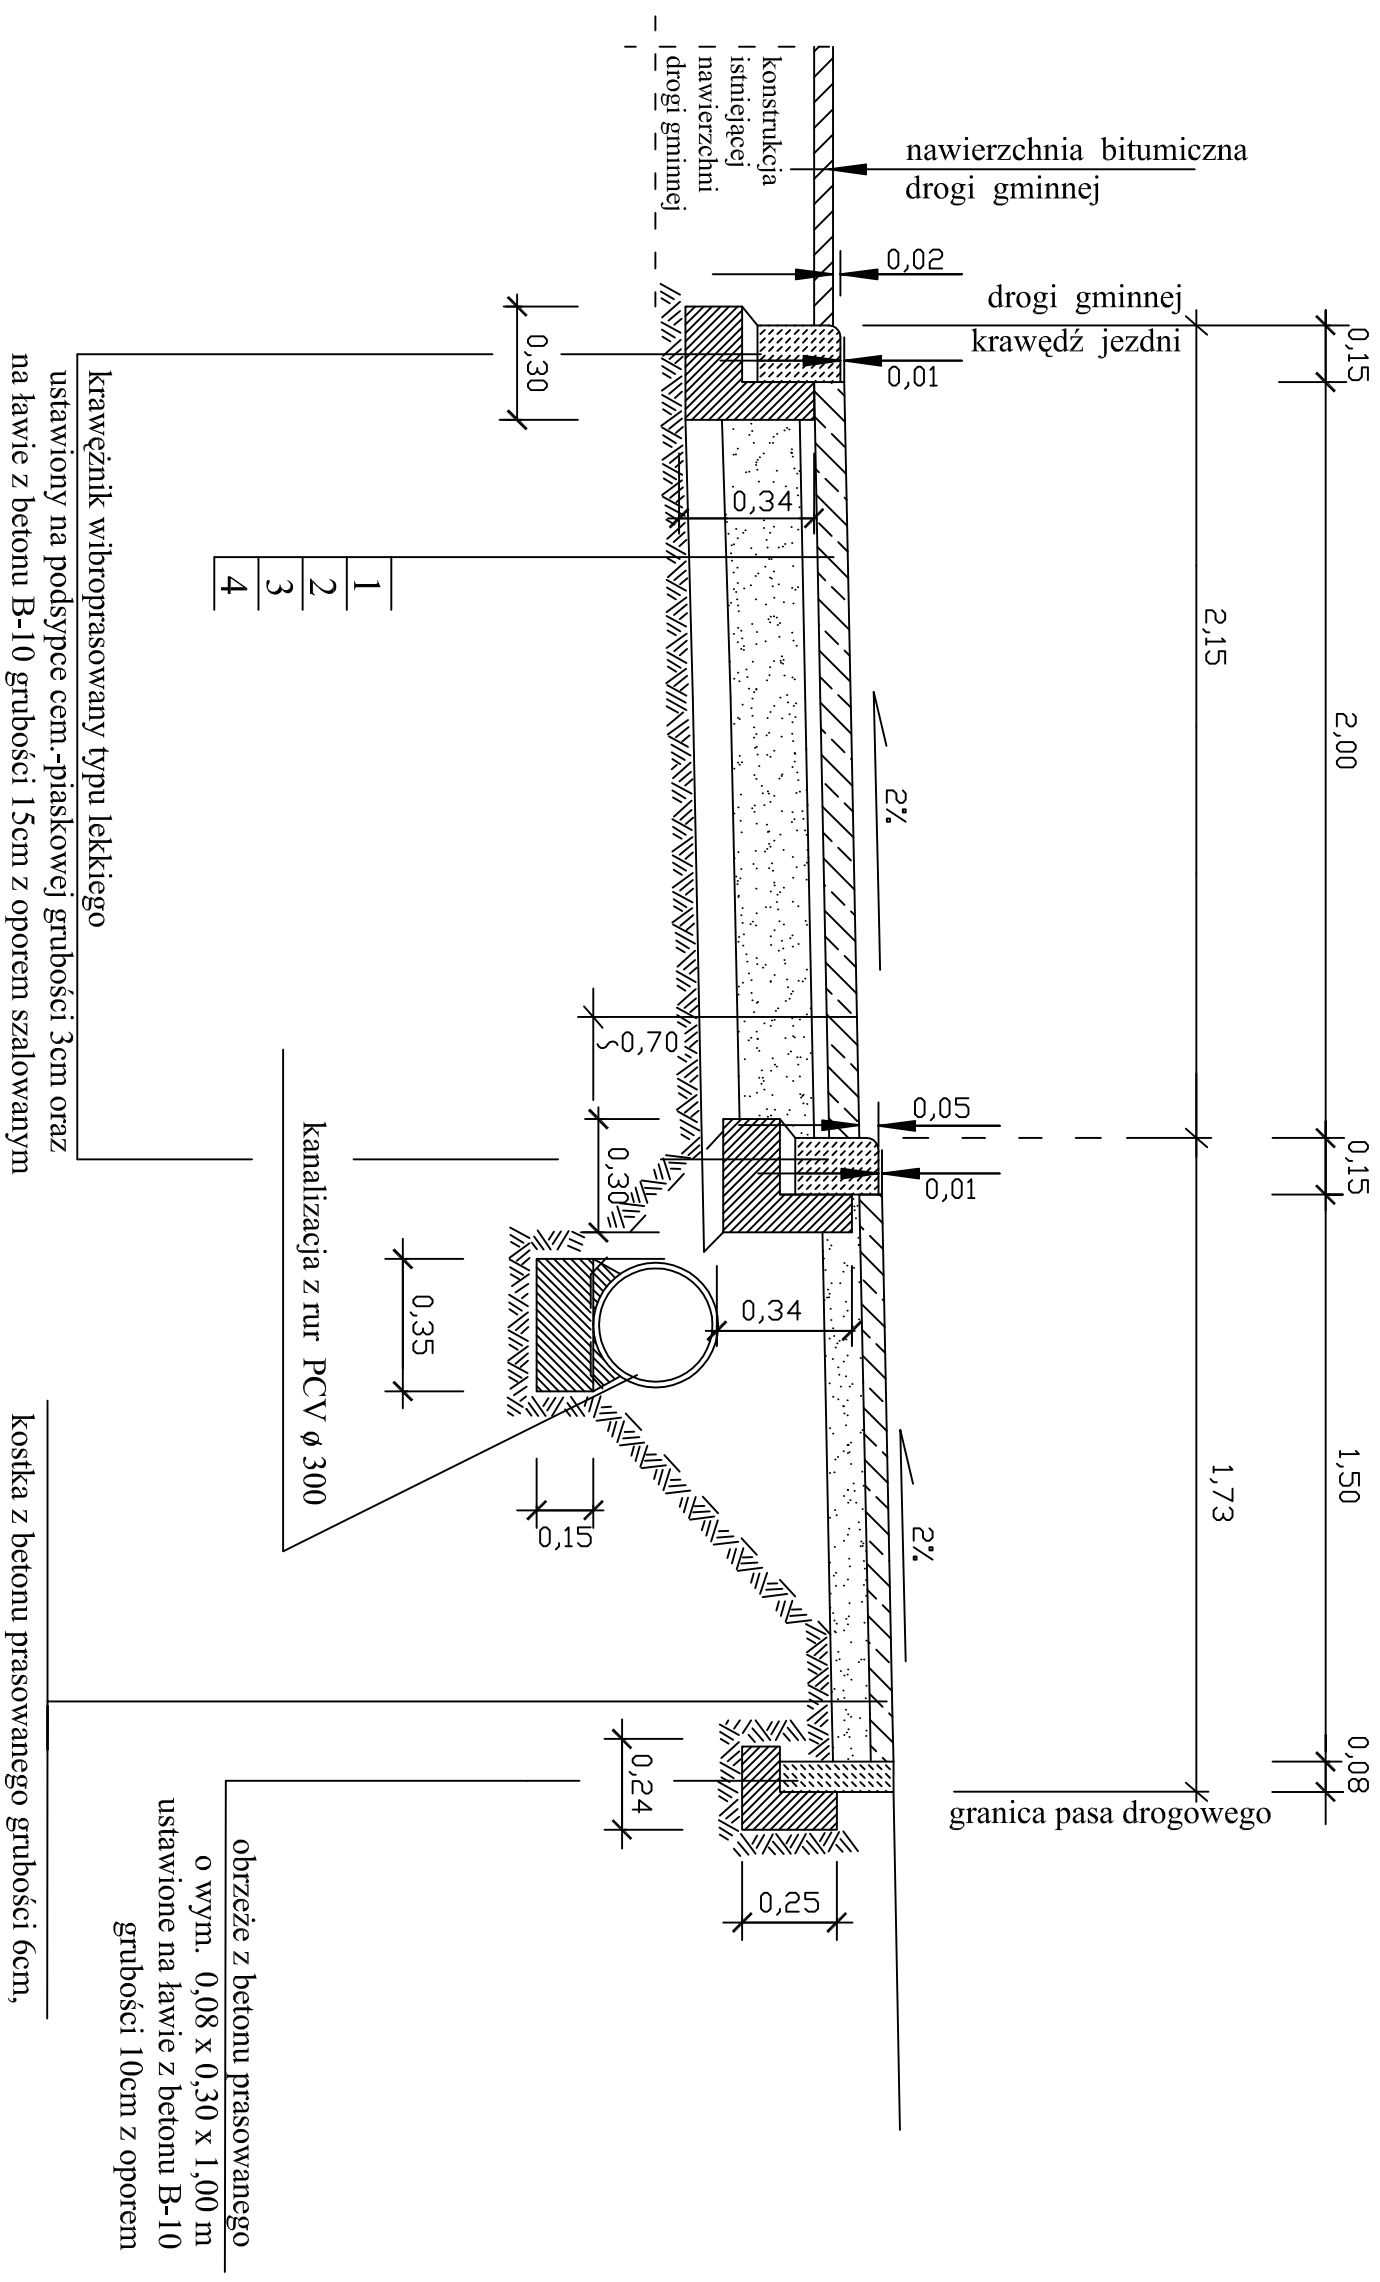 0,15
2,00
0,15
1,50
0,08
2,15
1,73
drogi gminnej
krawędź jezdni
granica pasa drogowego
nawierzchnia bitumiczna
drogi gminnej
0,02
0,01
2%
0,05
0,01
2%
konstrukcja
istniejącej
nawierzchni
drogi gminnej
0,34
0,34
0,25
~0,70
0,30
0,30
0,15
0,24
0,35
1
2
3
4
kanalizacja z rur PCV ø 300
krawężnik wibroprasowany typu lekkiego
ustawiony na podsypce cem.-piaskowej grubości 3cm oraz
na ławie z betonu B-10 grubości 15cm z oporem szalowanym
obrzeże z betonu prasowanego
o wym. 0,08 x 0,30 x 1,00 m
ustawione na ławie z betonu B-10
grubości 10cm z oporem
kostka z betonu prasowanego grubości 6cm,